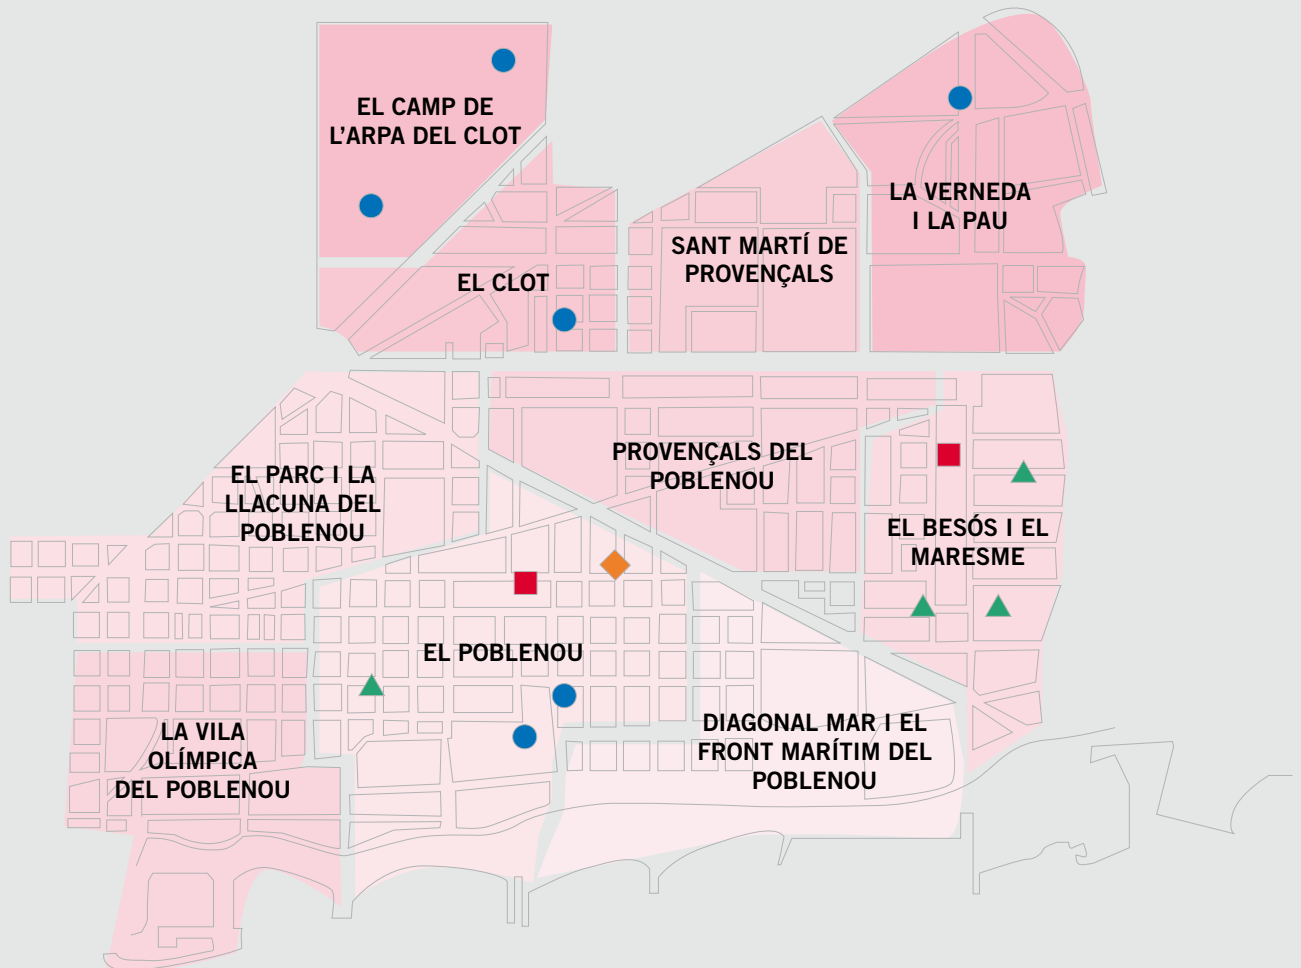 EL CAMP DE
L’ARPA DEL CLOT
LA VERNEDA
I LA PAU
SANT MARTÍ DE
PROVENÇALS
EL CLOT
PROVENÇALS DEL
POBLENOU
EL PARC I LA
LLACUNA DEL
POBLENOU
EL BESÓS I EL
MARESME
EL POBLENOU
DIAGONAL MAR I EL
FRONT MARÍTIM DEL
POBLENOU
LA VILA
OLÍMPICA
DEL POBLENOU